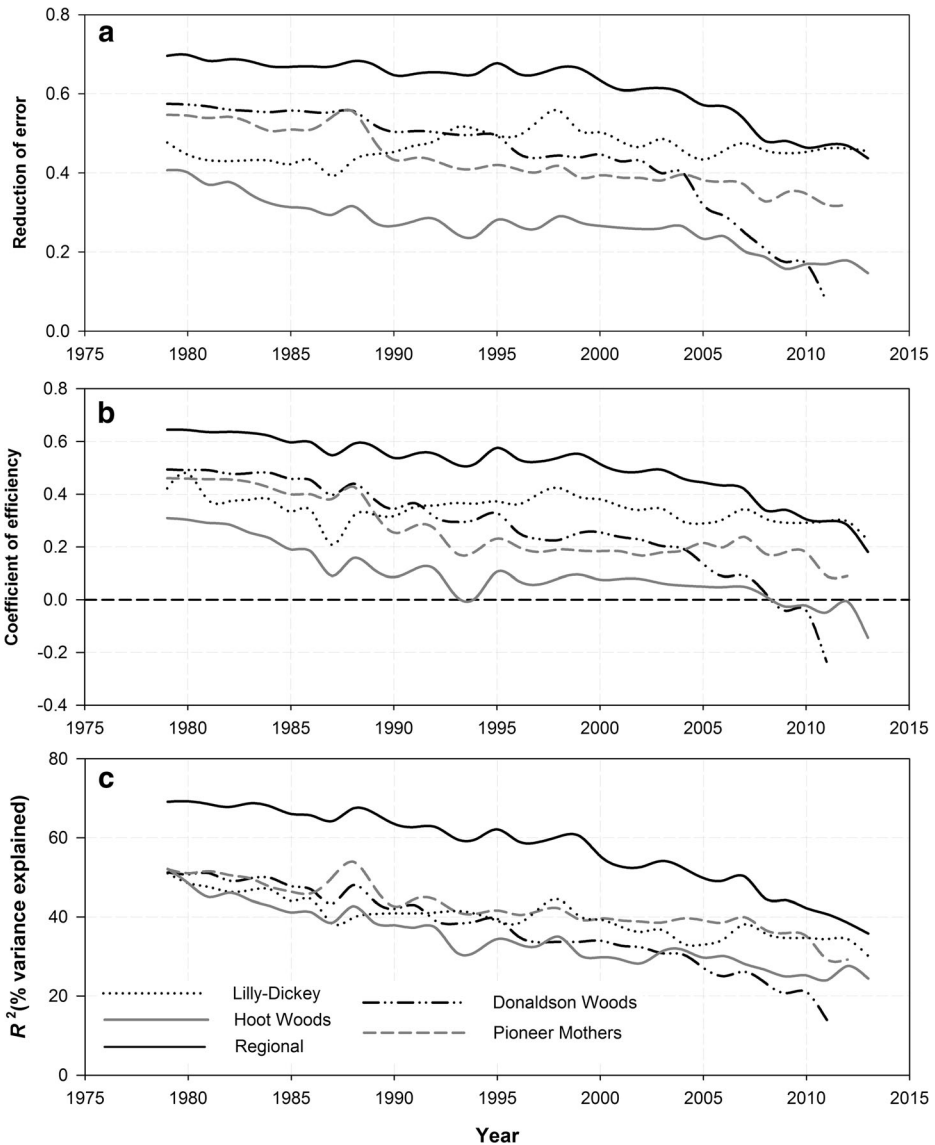 a
Reduction of error
0.8
0.6
0.4
0.2
0.0
1975 1980 1985 1990 1995 2000 2005 2010 2015
b
Coefficient of efficiency
0.8
0.6
0.4
0.2
0.0
-0.2
-0.4
1975 1980 1985 1990 1995 2000 2005 2010 2015
c
R 2 (% variance explained)
80
60
40
20
0
Lilly-Dickey
Hoot Woods
Regional
Donaldson Woods
Pioneer Mothers
1975 1980 1985 1990 1995 2000 2005 2010 2015
Year